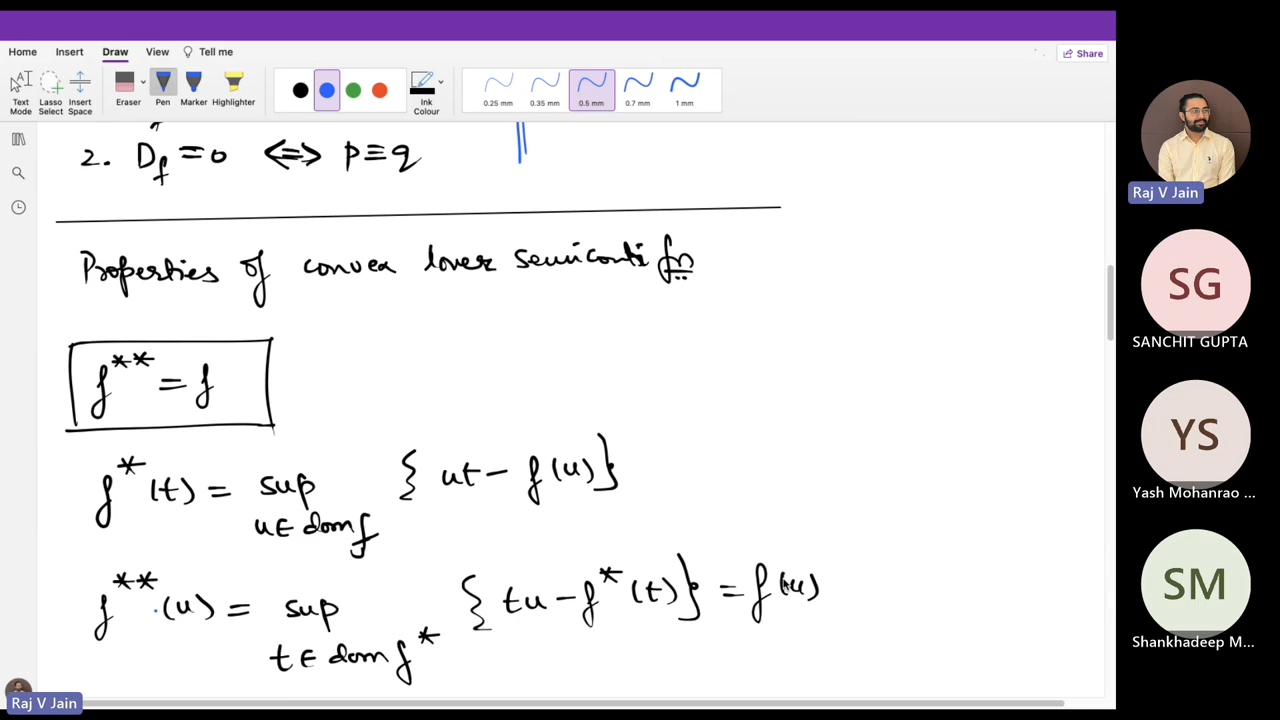 Home Insert Draw View Tell me
Share
Text Mode
Lasso Select
Insert Space
Eraser
Pen
Marker
Highlighter
Ink Colour
0.25 mm
0.35 mm
0.5 mm
0.7 mm
1 mm
2. D_f = 0 <=> p ≡ q
Properties of convex lower semiconti fn
f** = f
f*(t) = sup { ut - f(u) }
u ∈ dom f
f**(u) = sup { tu - f*(t) } = f(u)
t ∈ dom f*
Raj V Jain
Raj V Jain
SG
SANCHIT GUPTA
YS
Yash Mohanrao ...
SM
Shankhadeep M...